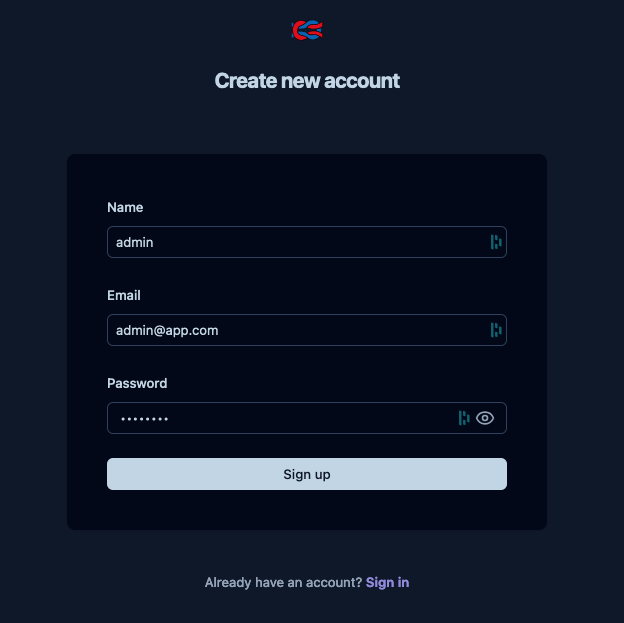 Create new account
Name
admin
Email
admin@app.com
Password
••••••••
Sign up
Already have an account? Sign in